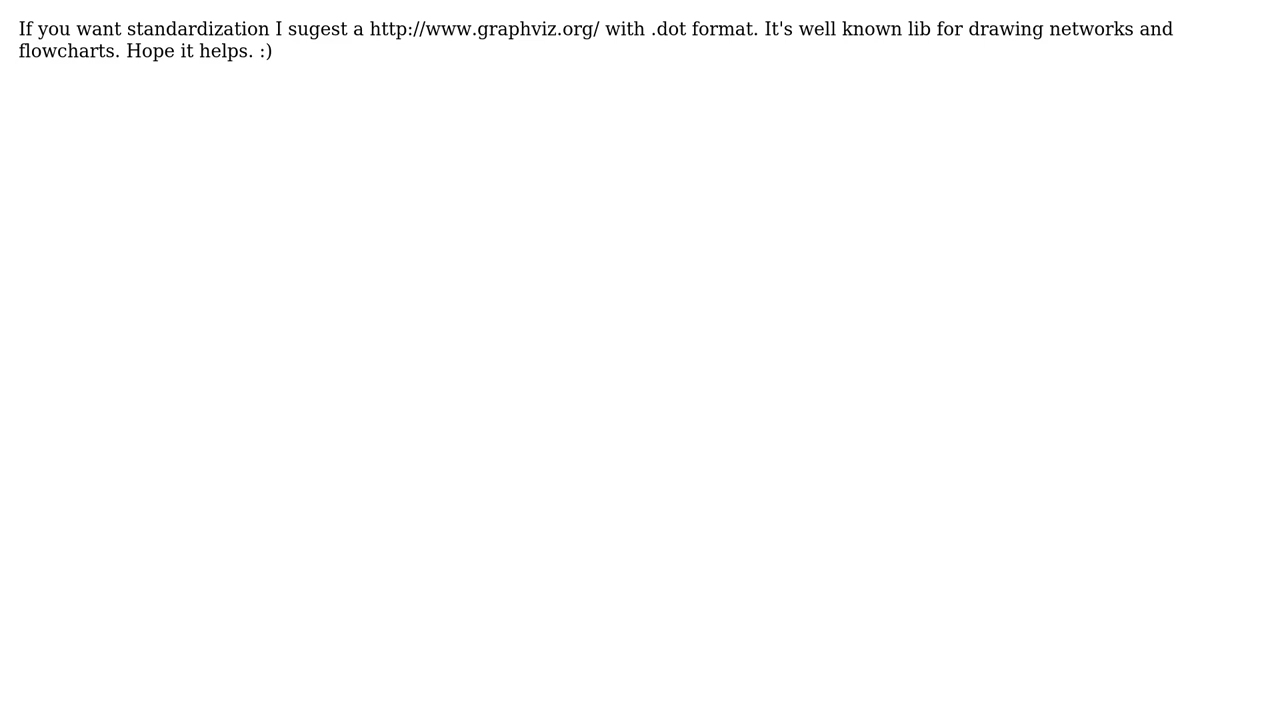 If you want standardization I sugest a http://www.graphviz.org/ with .dot format. It's well known lib for drawing networks and
flowcharts. Hope it helps. :)